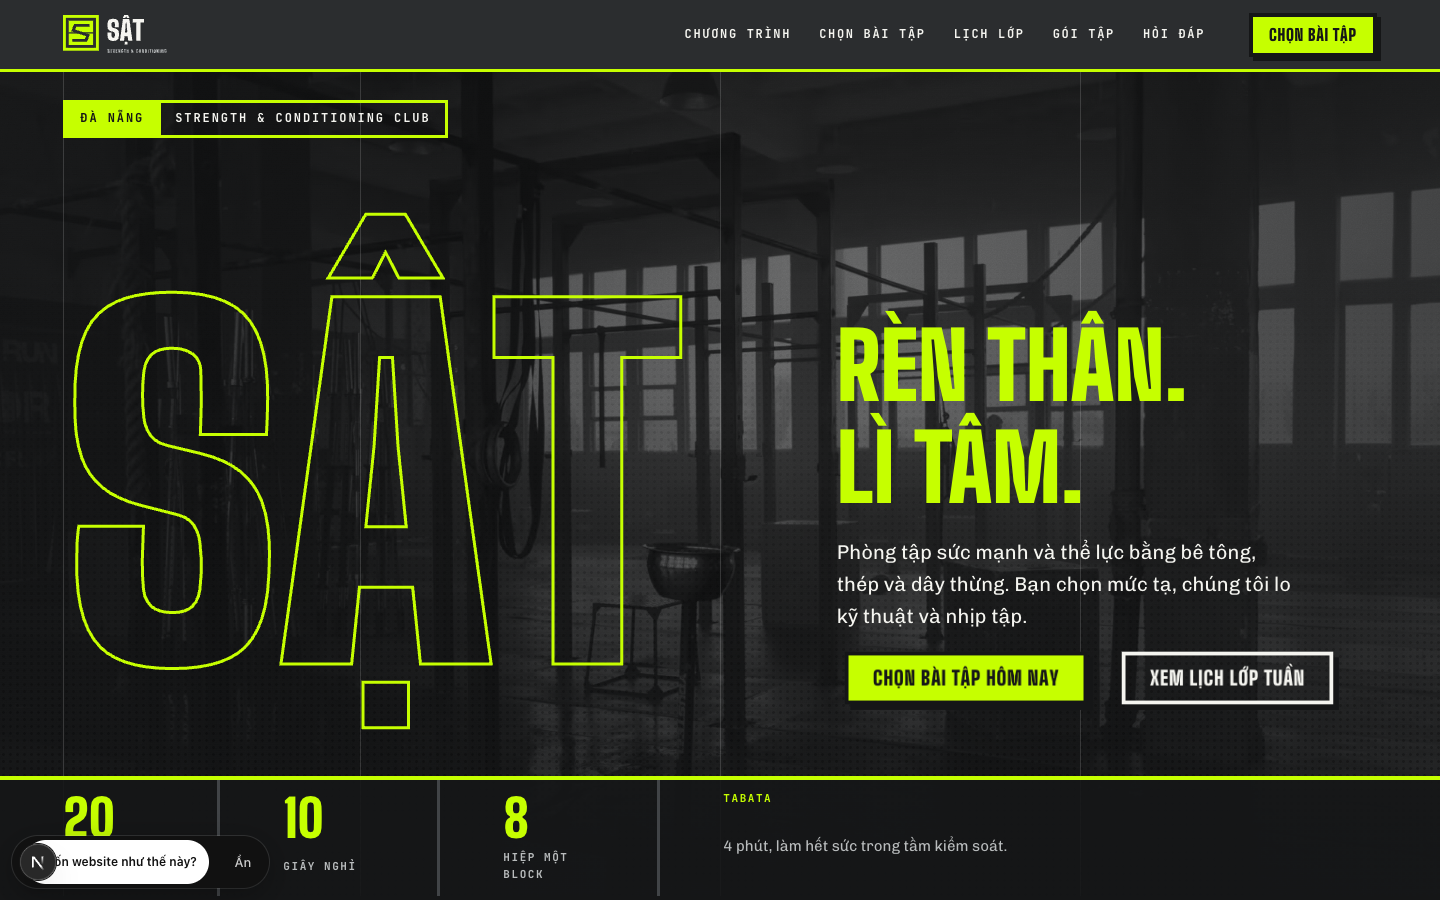 SẬT
STRENGTH & CONDITIONING
CHƯƠNG TRÌNH
CHỌN BÀI TẬP
LỊCH LỚP
GÓI TẬP
HỎI ĐÁP
CHỌN BÀI TẬP
ĐÀ NẴNG
STRENGTH & CONDITIONING CLUB
SẬT
RÈN THÂN.
LÌ TÂM.
Phòng tập sức mạnh và thể lực bằng bê tông,
thép và dây thừng. Bạn chọn mức tạ, chúng tôi lo
kỹ thuật và nhịp tập.
CHỌN BÀI TẬP HÔM NAY
XEM LỊCH LỚP TUẦN
20
10
GIÂY NGHỈ
8
HIỆP MỘT
BLOCK
TABATA
4 phút, làm hết sức trong tầm kiểm soát.
N
website như thế này?
Ẩn